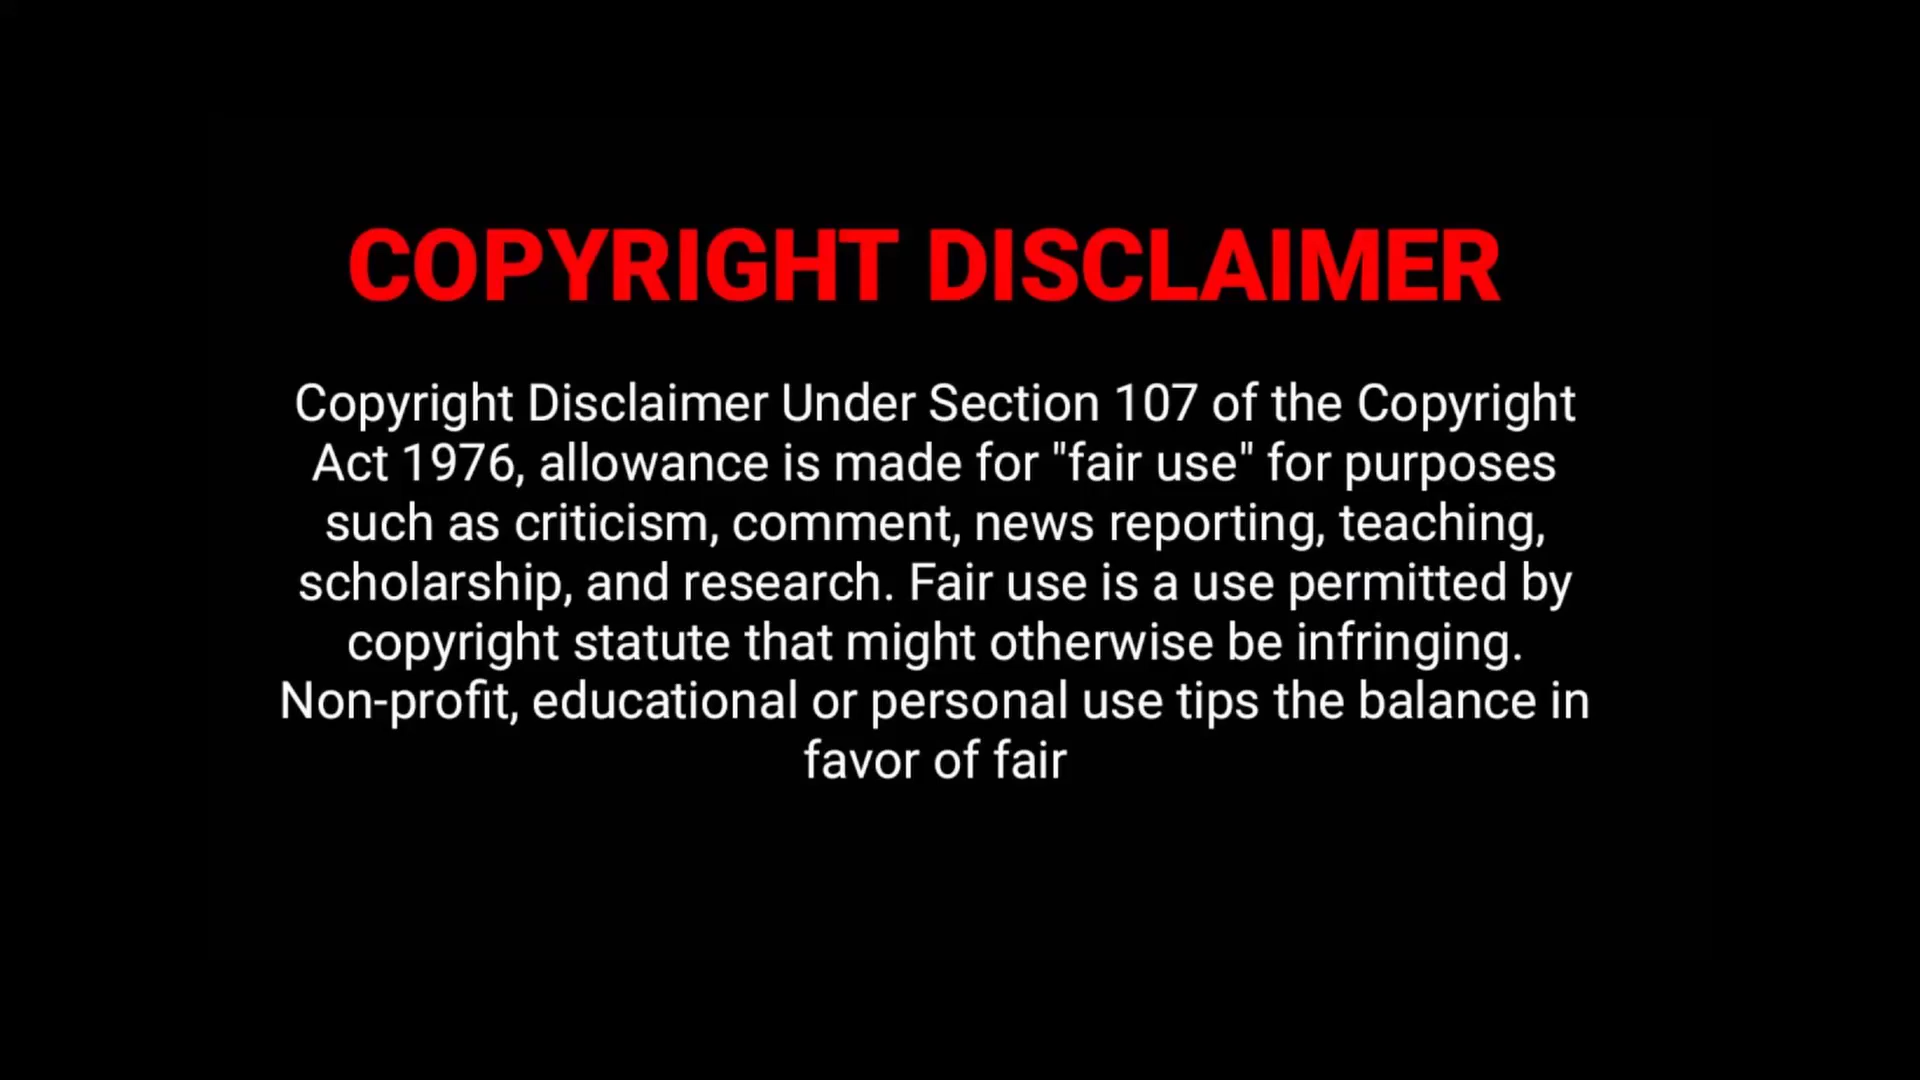 COPYRIGHT DISCLAIMER
Copyright Disclaimer Under Section 107 of the Copyright
Act 1976, allowance is made for "fair use" for purposes
such as criticism, comment, news reporting, teaching,
scholarship, and research. Fair use is a use permitted by
copyright statute that might otherwise be infringing.
Non-profit, educational or personal use tips the balance in
favor of fair